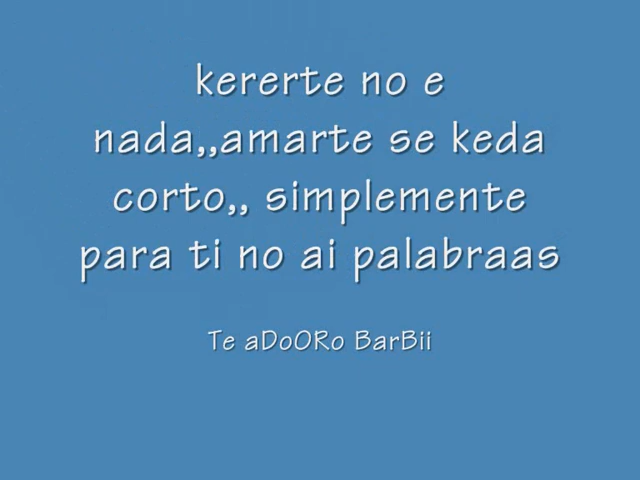 kererte no e
nada,,amarte se keda
corto,, simplemente
para ti no ai palabraas
Te aDoORo BarBii